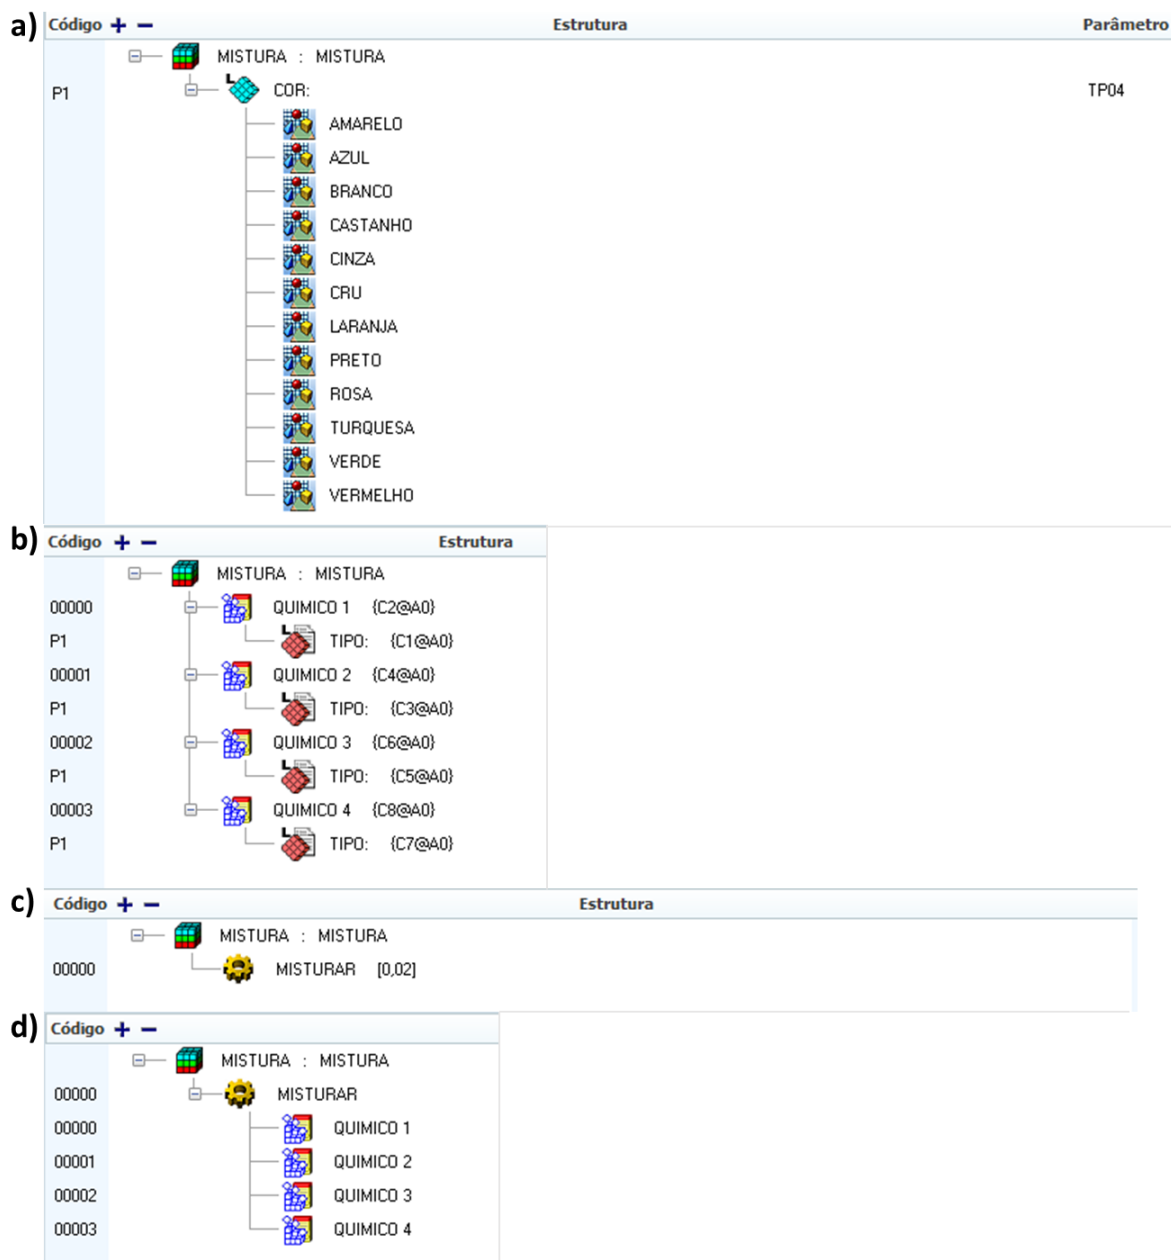 a) Código + − Estrutura Parâmetro
MISTURA : MISTURA
P1 COR: TP04
AMARELO
AZUL
BRANCO
CASTANHO
CINZA
CRU
LARANJA
PRETO
ROSA
TURQUESA
VERDE
VERMELHO
b) Código + − Estrutura
MISTURA : MISTURA
00000 QUIMICO 1 {C2@A0}
P1 TIPO: {C1@A0}
00001 QUIMICO 2 {C4@A0}
P1 TIPO: {C3@A0}
00002 QUIMICO 3 {C6@A0}
P1 TIPO: {C5@A0}
00003 QUIMICO 4 {C8@A0}
P1 TIPO: {C7@A0}
c) Código + − Estrutura
MISTURA : MISTURA
00000 MISTURAR [0,02]
d) Código + −
MISTURA : MISTURA
00000 MISTURAR
00000 QUIMICO 1
00001 QUIMICO 2
00002 QUIMICO 3
00003 QUIMICO 4